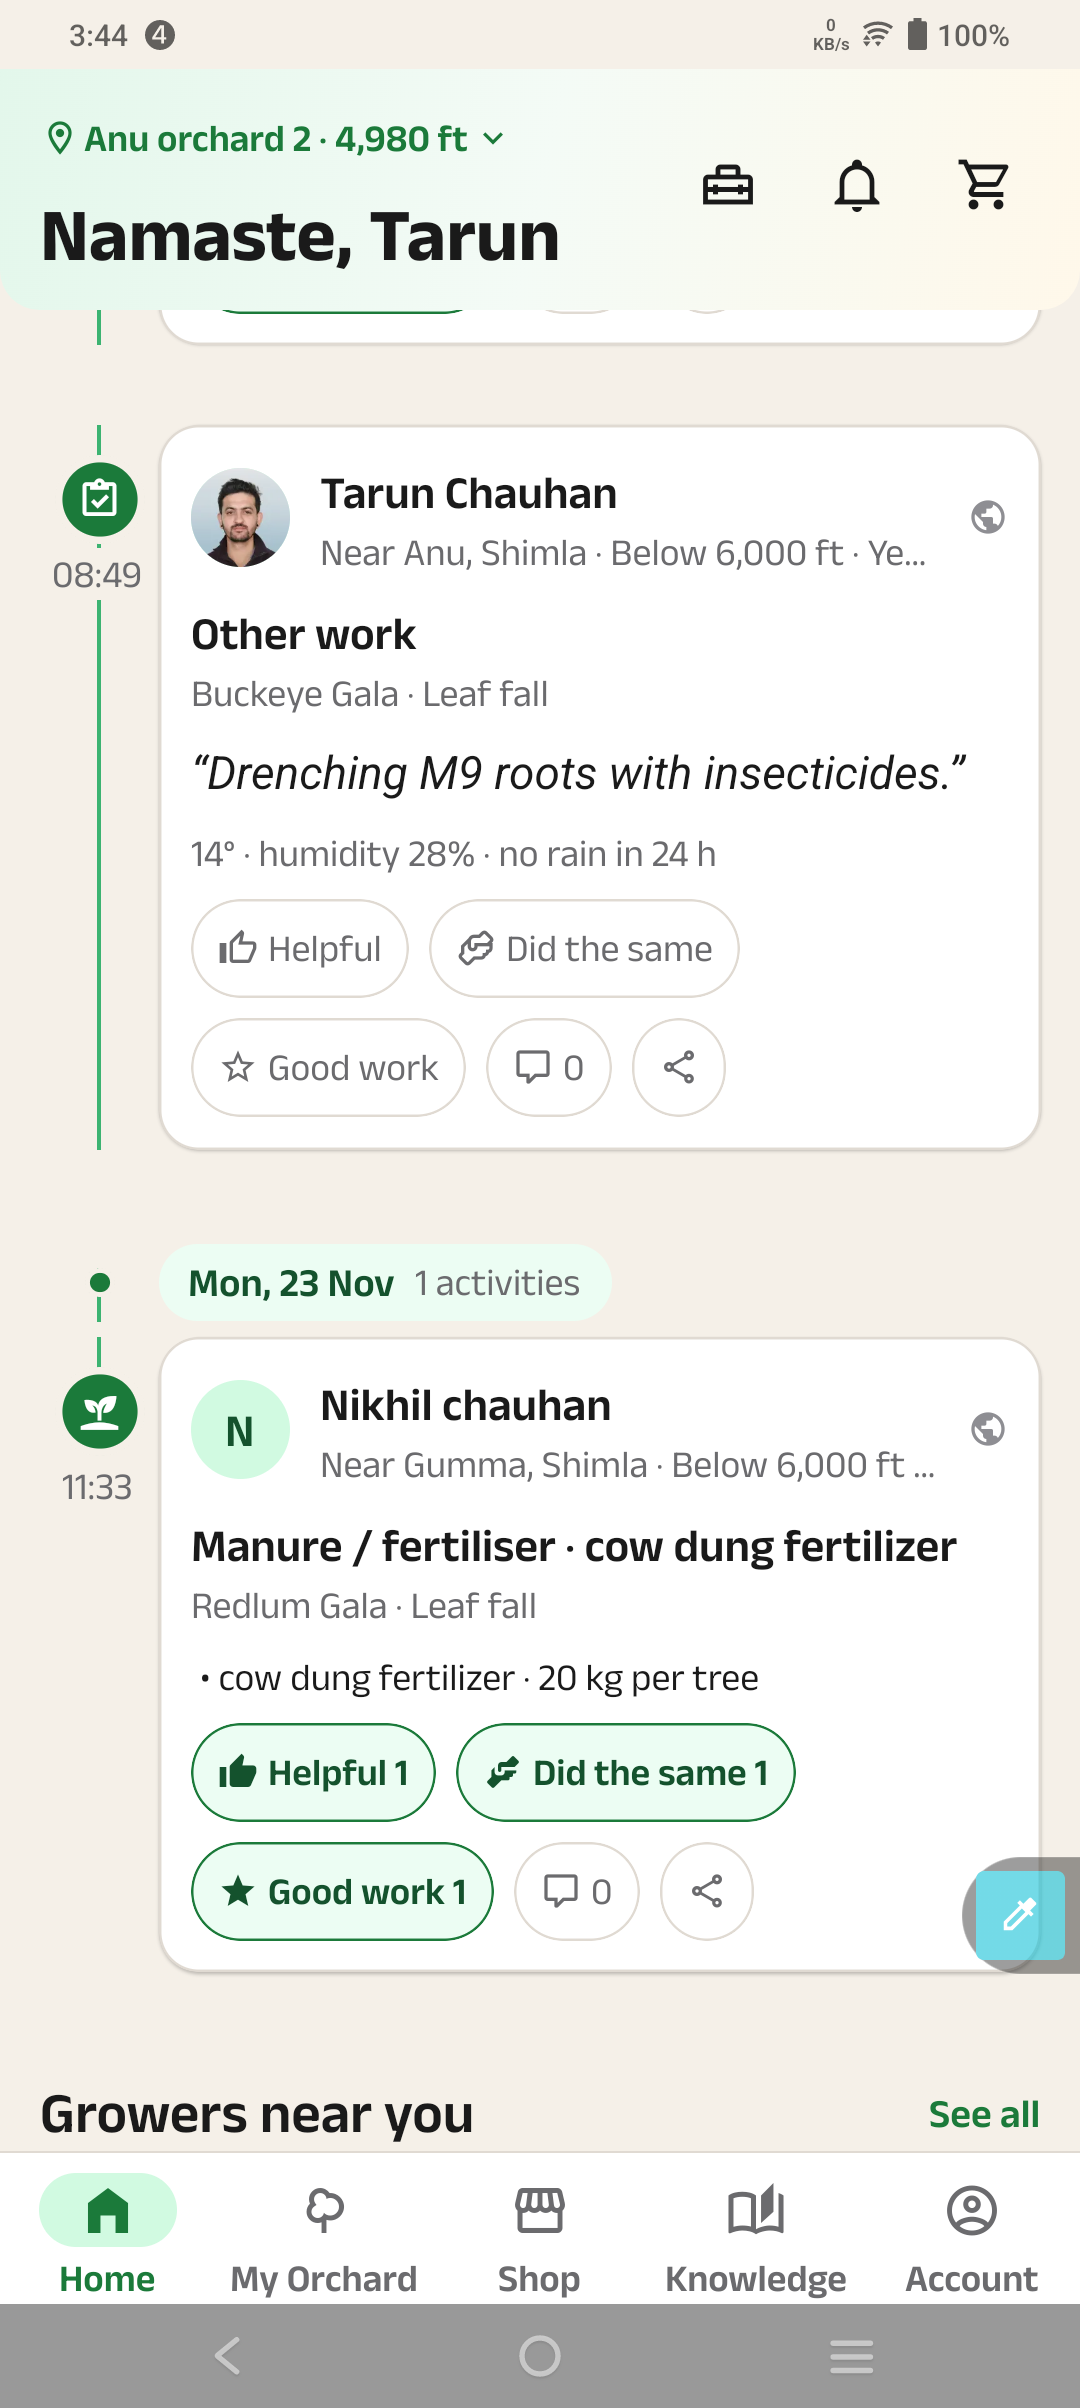 3:44 4 0 KB/s 100%
Anu orchard 2 · 4,980 ft
Namaste, Tarun
Tarun Chauhan
Near Anu, Shimla · Below 6,000 ft · Ye...
08:49
Other work
Buckeye Gala · Leaf fall
“Drenching M9 roots with insecticides.”
14° · humidity 28% · no rain in 24 h
Helpful Did the same
Good work 0
Mon, 23 Nov 1 activities
N
Nikhil chauhan
Near Gumma, Shimla · Below 6,000 ft ...
11:33
Manure / fertiliser · cow dung fertilizer
Redlum Gala · Leaf fall
• cow dung fertilizer · 20 kg per tree
Helpful 1 Did the same 1
Good work 1 0
Growers near you See all
Home My Orchard Shop Knowledge Account